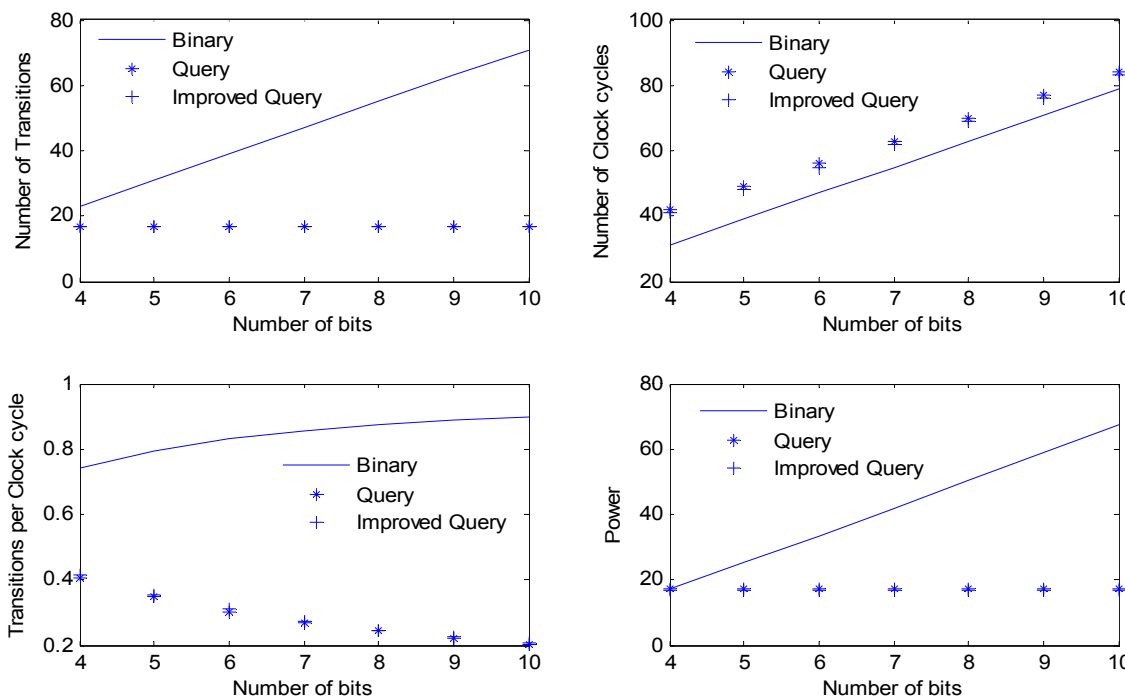 80
60
40
20
0
Number of Transitions
Binary
Query
Improved Query
4 5 6 7 8 9 10
Number of bits
100
80
60
40
20
Number of Clock cycles
Binary
Query
Improved Query
4 5 6 7 8 9 10
Number of bits
1
0.8
0.6
0.4
0.2
Transitions per Clock cycle
Binary
Query
Improved Query
4 5 6 7 8 9 10
Number of bits
80
60
40
20
0
Power
Binary
Query
Improved Query
4 5 6 7 8 9 10
Number of bits